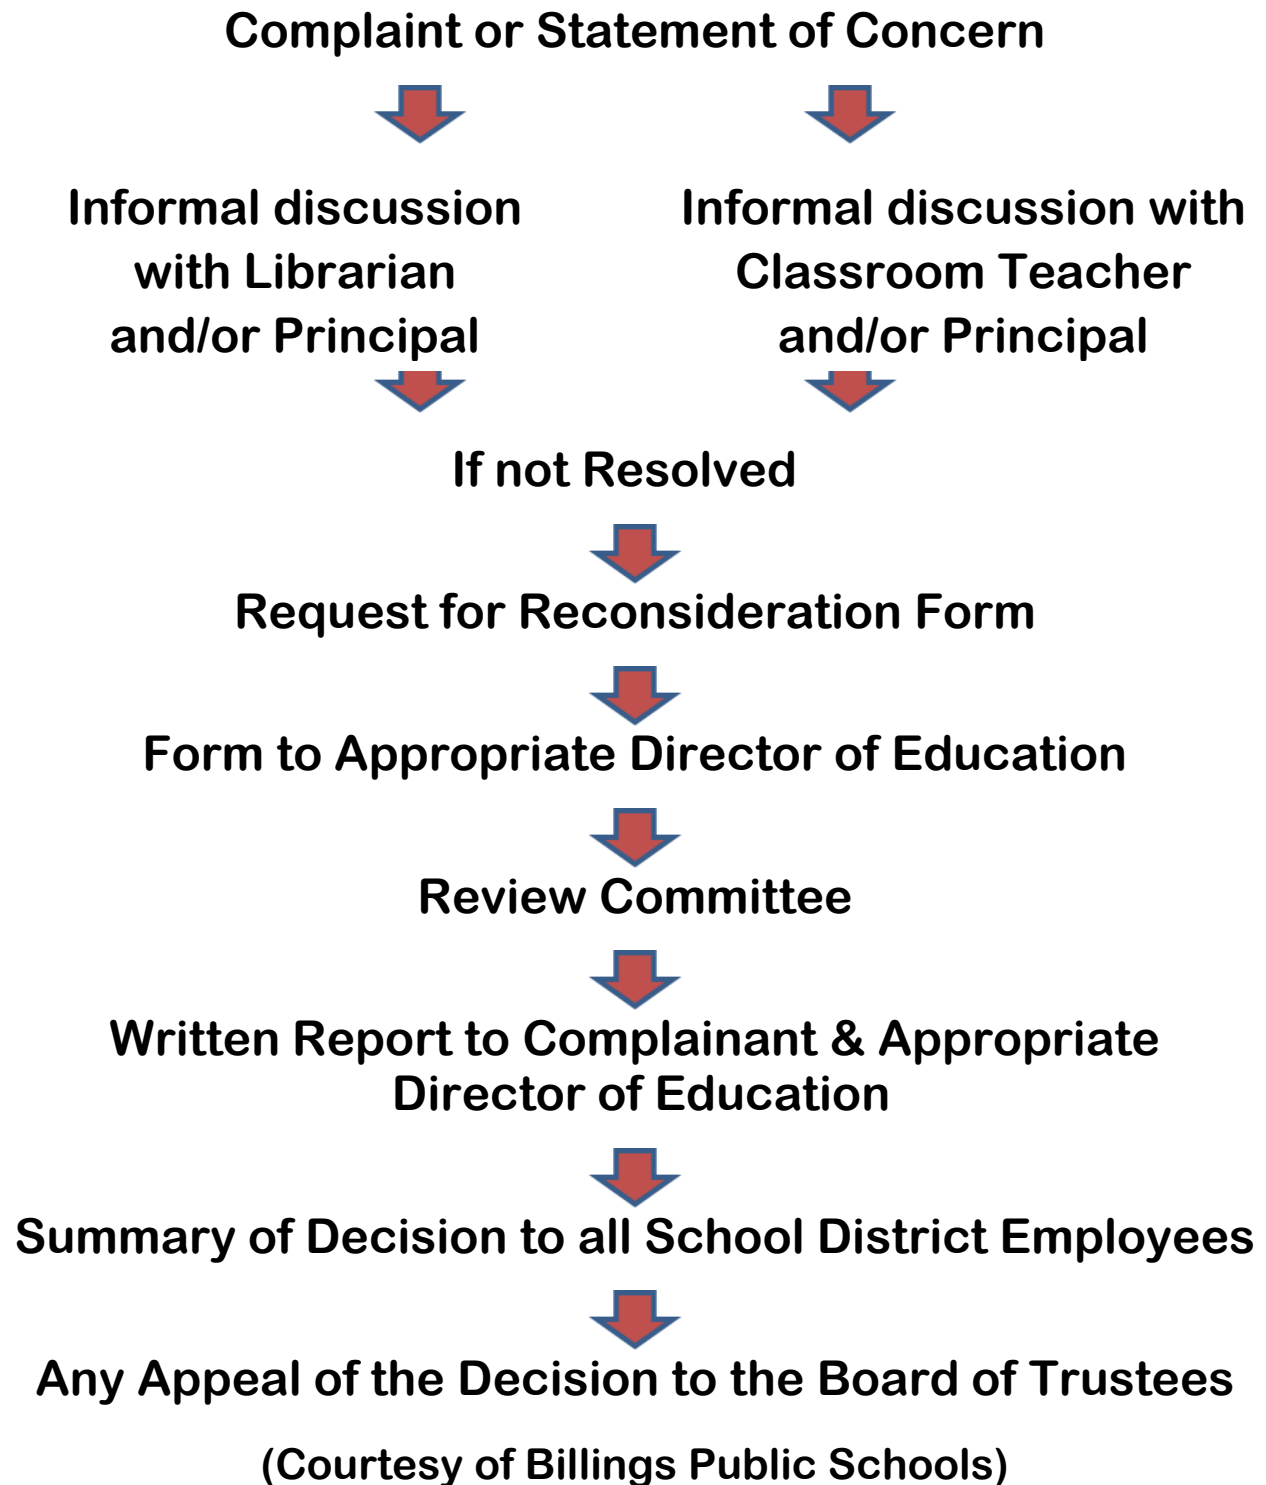 Complaint or Statement of Concern
Informal discussion
with Librarian
and/or Principal
Informal discussion with
Classroom Teacher
and/or Principal
If not Resolved
Request for Reconsideration Form
Form to Appropriate Director of Education
Review Committee
Written Report to Complainant & Appropriate
Director of Education
Summary of Decision to all School District Employees
Any Appeal of the Decision to the Board of Trustees
(Courtesy of Billings Public Schools)